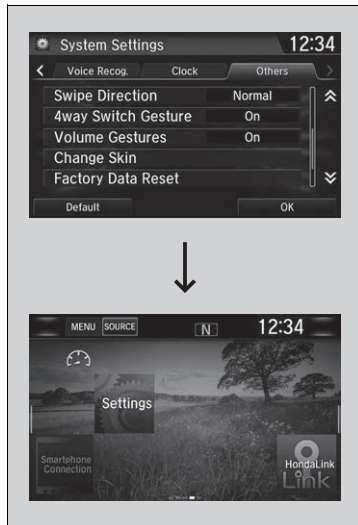 System Settings 12:34
Voice Recog. Clock Others
Swipe Direction Normal
4way Switch Gesture On
Volume Gestures On
Change Skin
Factory Data Reset
Default OK
MENU SOURCE N 12:34
Settings
Smartphone
Connection
HondaLink
Link